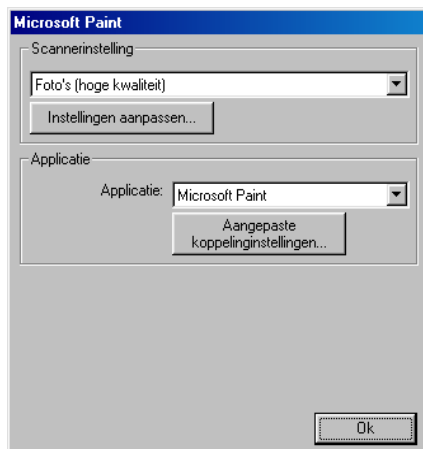 Microsoft Paint
Scannerinstelling
Foto's (hoge kwaliteit)
Instellingen aanpassen...
Applicatie
Applicatie: Microsoft Paint
Aangepaste
koppelinginstellingen...
Ok